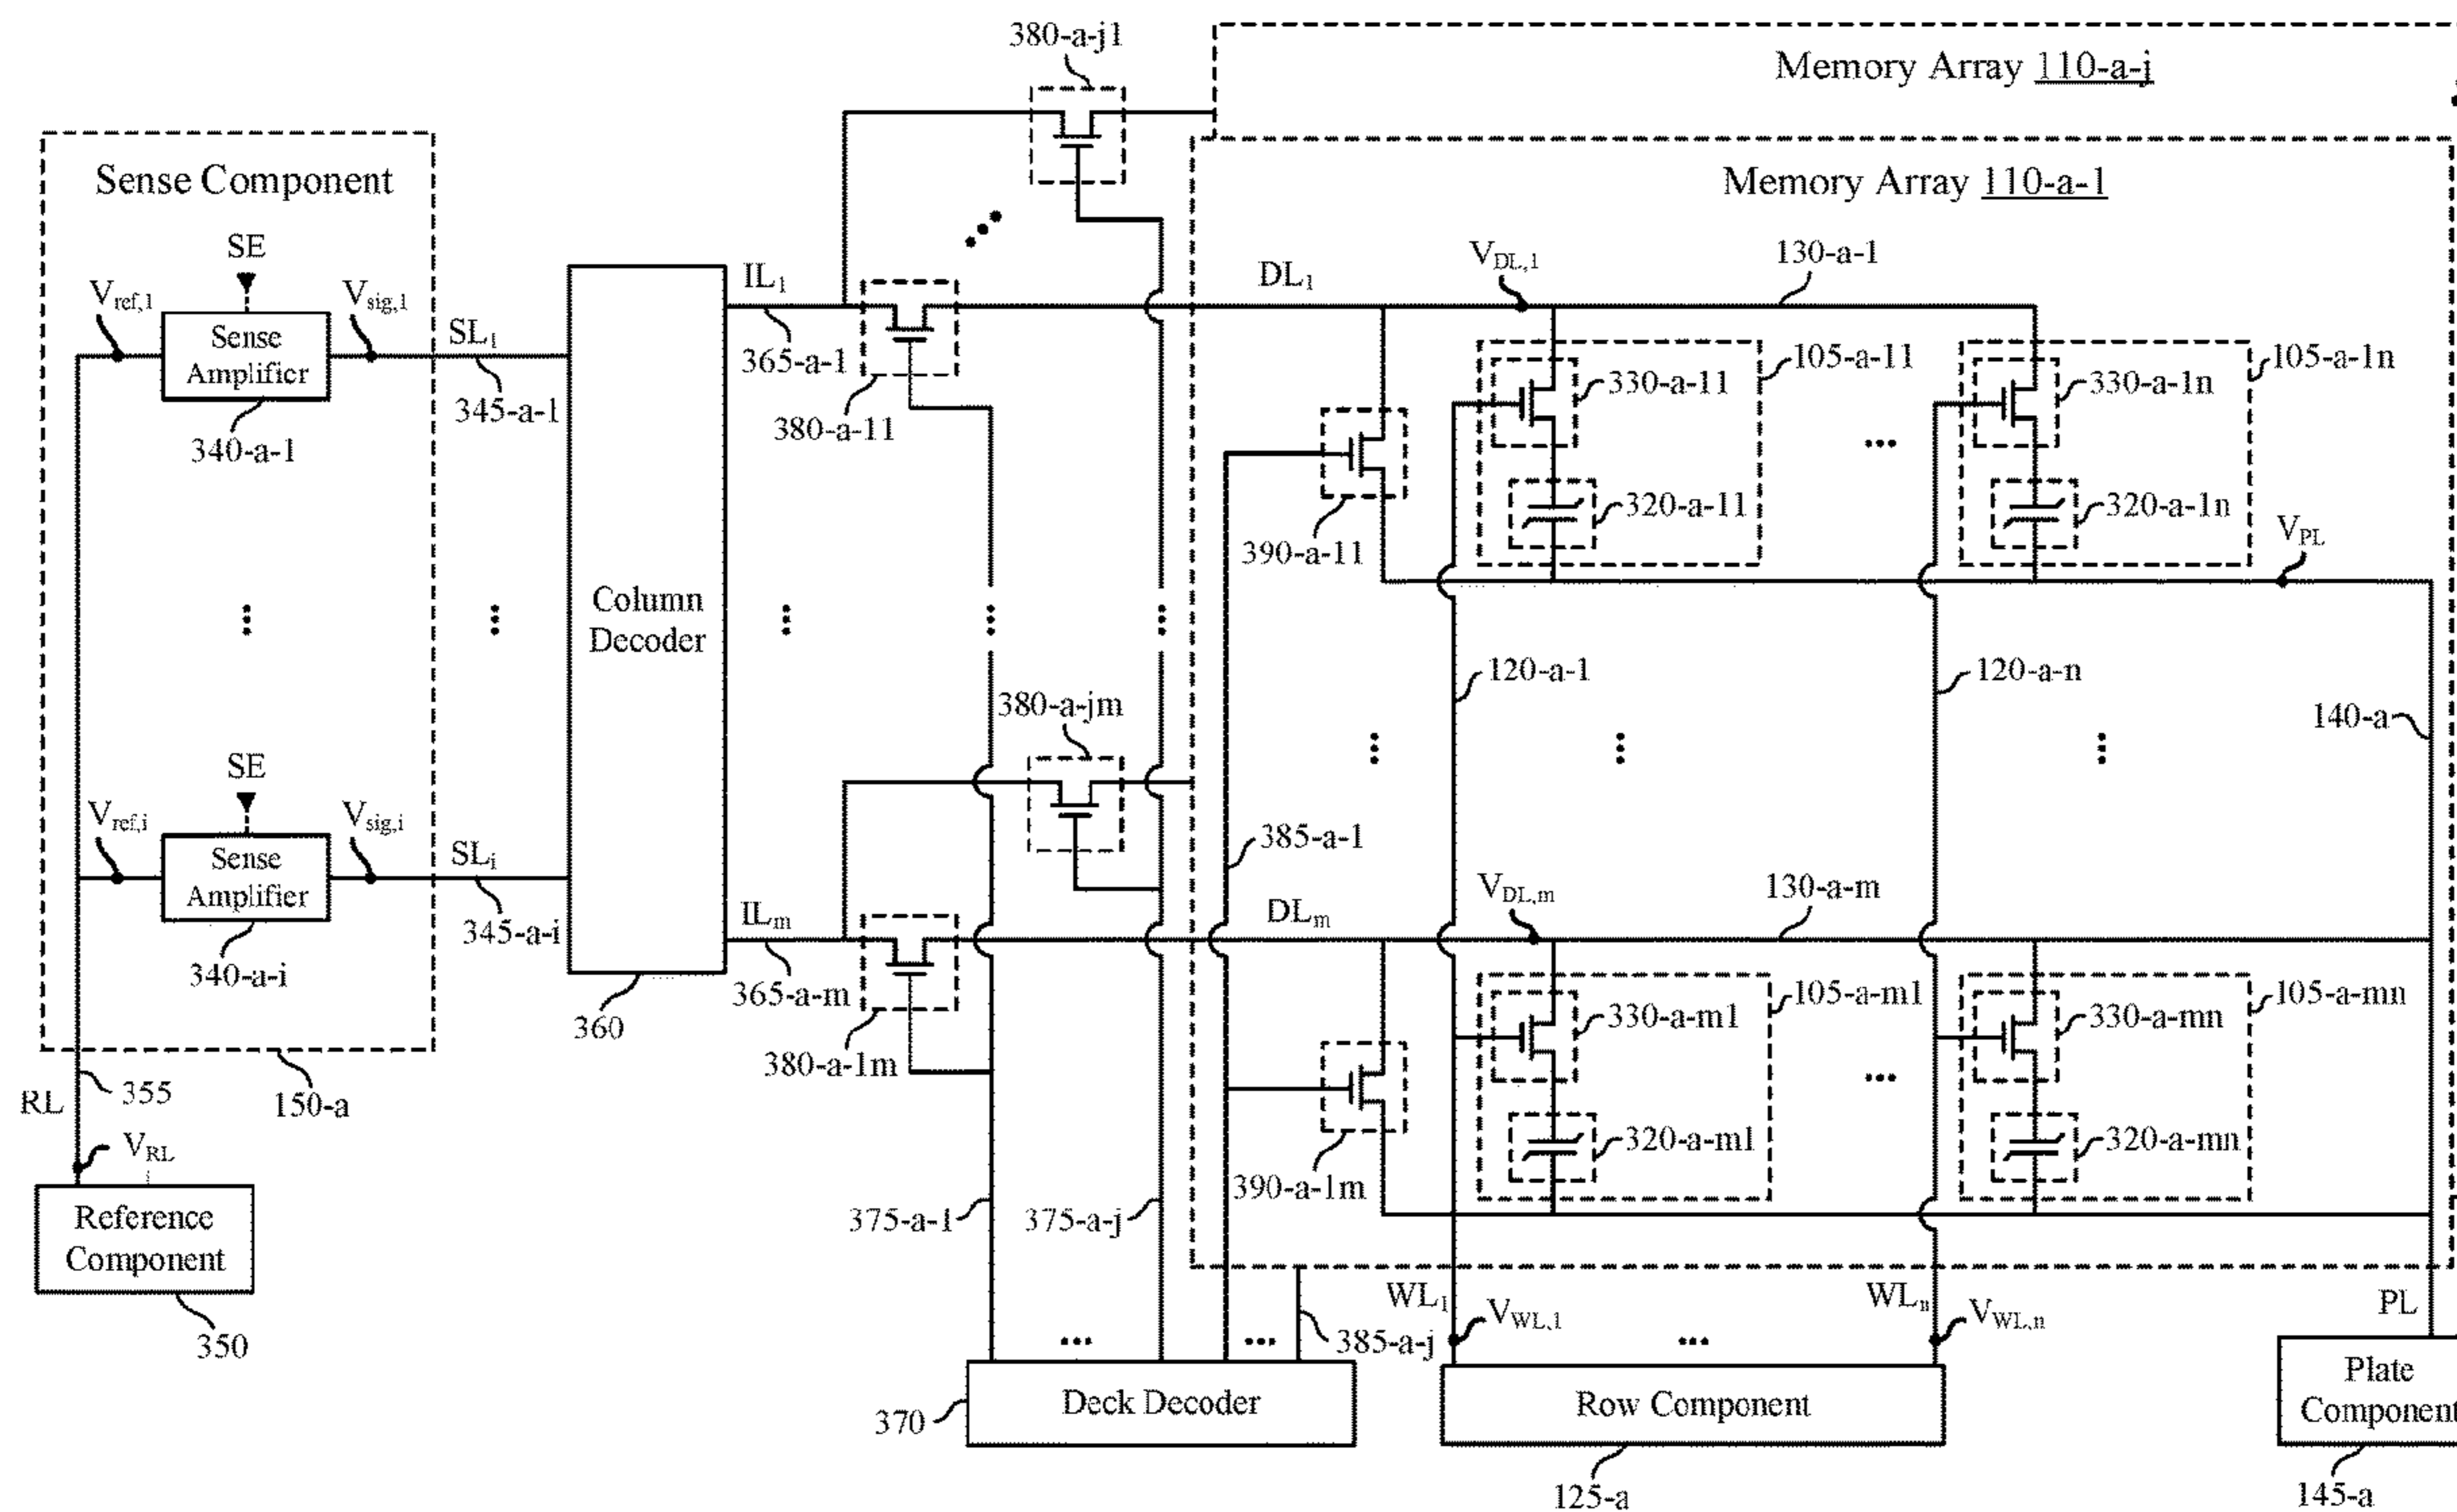 380-a-j1
Memory Array 110-a-j
Sense Component
Memory Array 110-a-1
SE
V_ref,1
V_sig,1
Sense
Amplifier
SL_1
340-a-1
345-a-1
IL_1
365-a-1
380-a-11
DL_1
V_DL,1
130-a-1
330-a-11
105-a-11
330-a-1n
105-a-1n
320-a-11
320-a-1n
390-a-11
V_PL
...
Column
Decoder
120-a-1
120-a-n
140-a
380-a-jm
SE
V_ref,i
V_sig,i
Sense
Amplifier
SL_i
340-a-i
345-a-i
385-a-1
IL_m
365-a-m
360
380-a-1m
DL_m
V_DL,m
130-a-m
330-a-m1
105-a-m1
330-a-mn
105-a-mn
320-a-m1
320-a-mn
390-a-1m
RL
355
150-a
V_RL
Reference
Component
350
375-a-1
375-a-j
385-a-j
WL_1
V_WL,1
WL_n
V_WL,n
PL
370
Deck Decoder
Row Component
Plate
Component
125-a
145-a